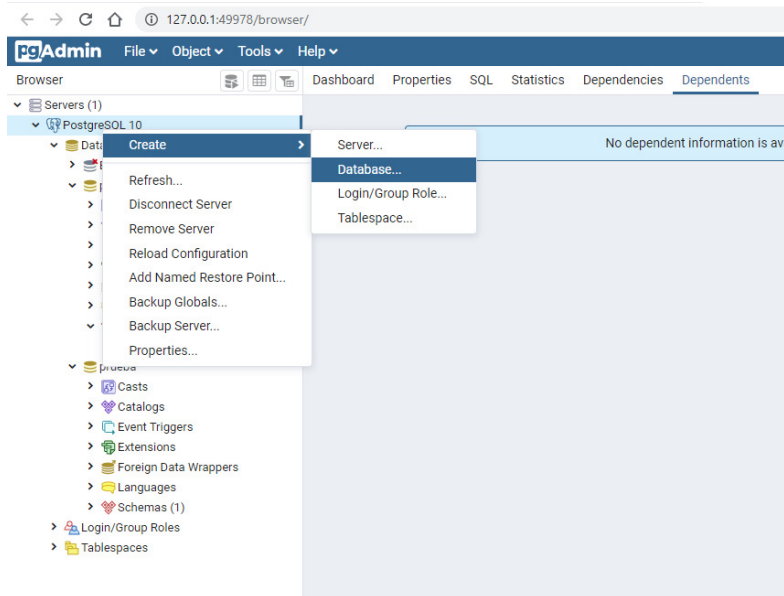 127.0.0.1:49978/browser/
pgAdmin File Object Tools Help
Browser Dashboard Properties SQL Statistics Dependencies Dependents
Servers (1)
PostgreSQL 10
Create Server...
No dependent information is av
Database...
Refresh...
Login/Group Role...
Disconnect Server
Tablespace...
Remove Server
Reload Configuration
Add Named Restore Point...
Backup Globals...
Backup Server...
Properties...
prueba
Casts
Catalogs
Event Triggers
Extensions
Foreign Data Wrappers
Languages
Schemas (1)
Login/Group Roles
Tablespaces